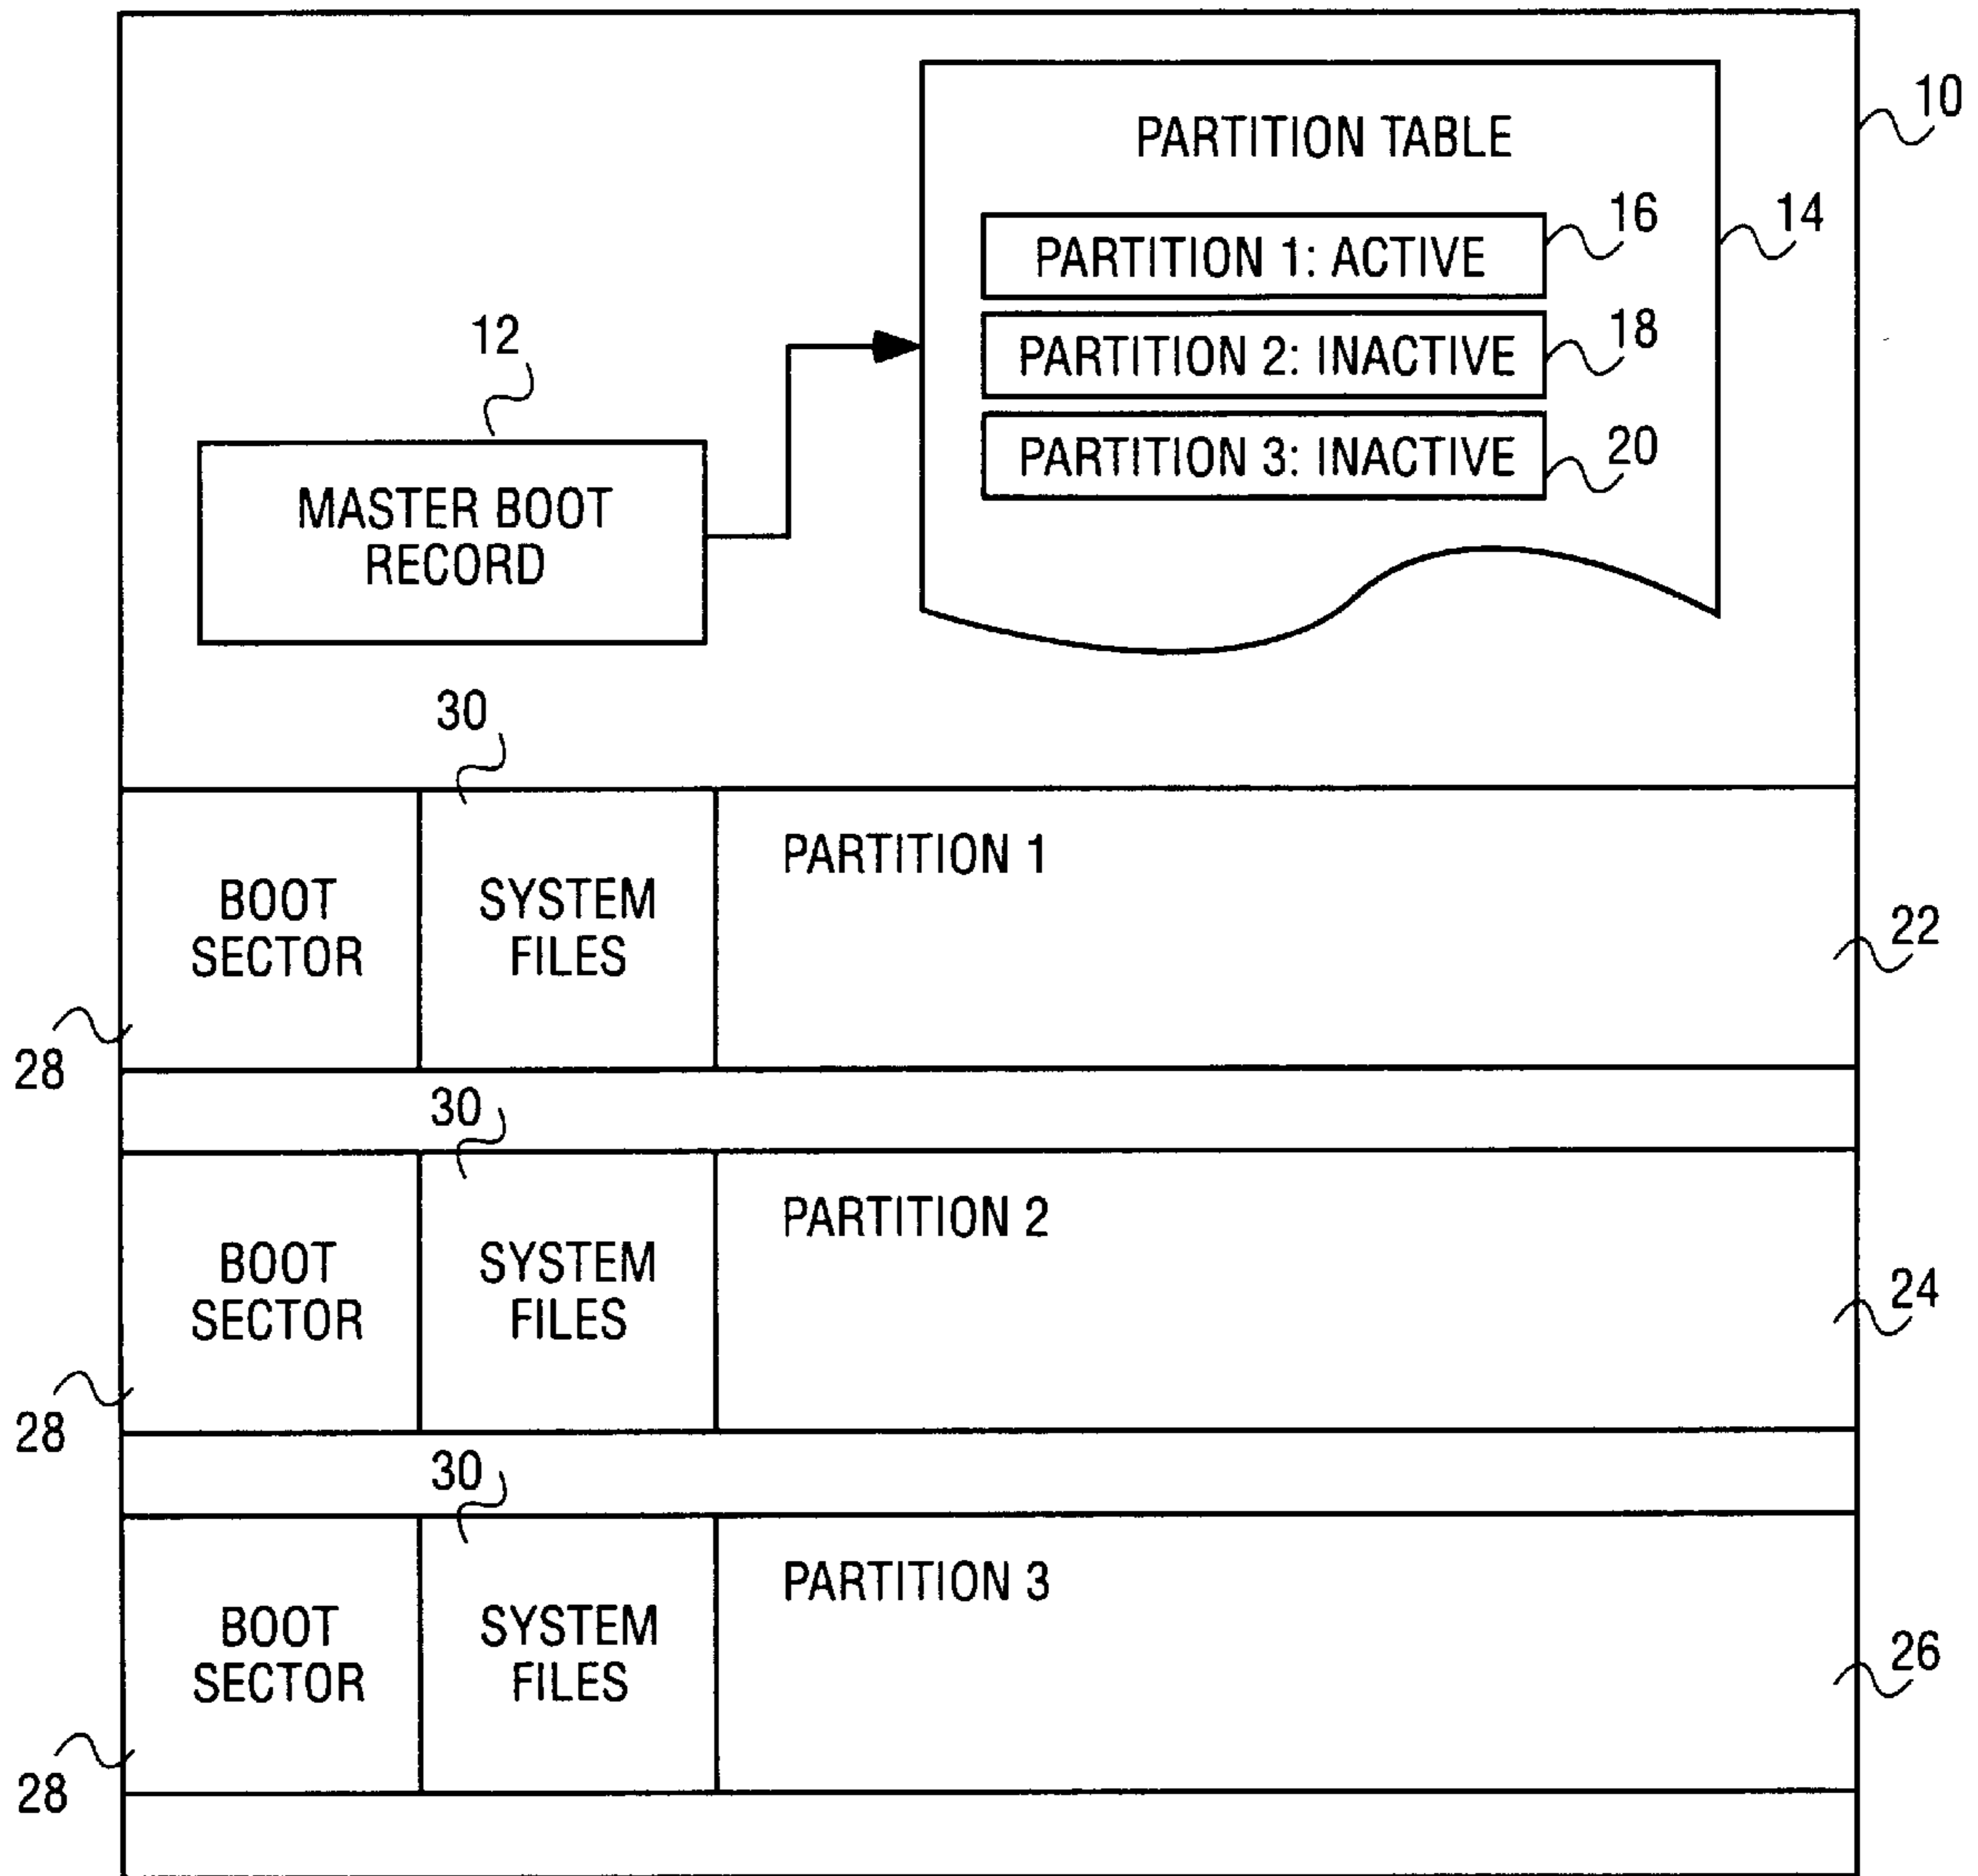 10
PARTITION TABLE
16
14
PARTITION 1: ACTIVE
12
18
PARTITION 2: INACTIVE
20
PARTITION 3: INACTIVE
MASTER BOOT
RECORD
30
PARTITION 1
BOOT
SECTOR
SYSTEM
FILES
22
28
30
PARTITION 2
BOOT
SECTOR
SYSTEM
FILES
24
28
30
PARTITION 3
BOOT
SECTOR
SYSTEM
FILES
26
28